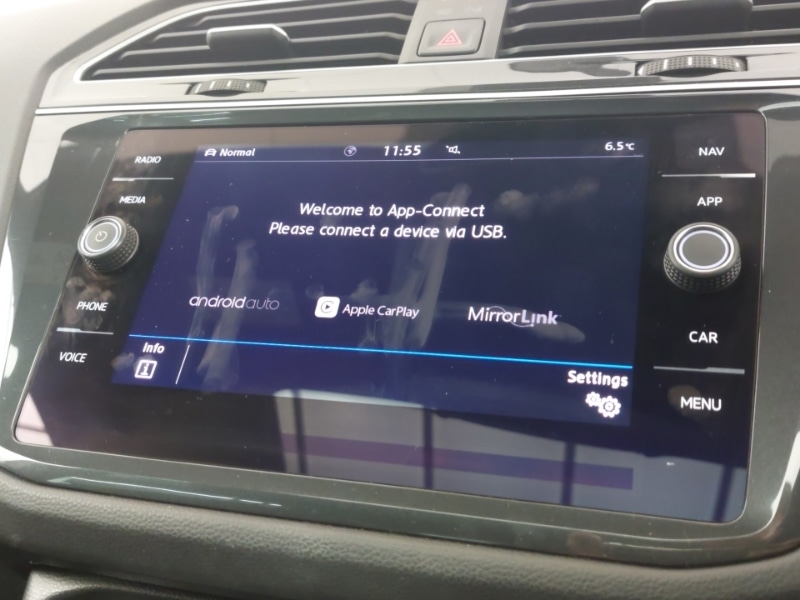 RADIO
MEDIA
PHONE
VOICE
Normal
11:55
6.5°C
Welcome to App-Connect
Please connect a device via USB.
androidauto
Apple CarPlay
MirrorLink
Info
Settings
NAV
APP
CAR
MENU